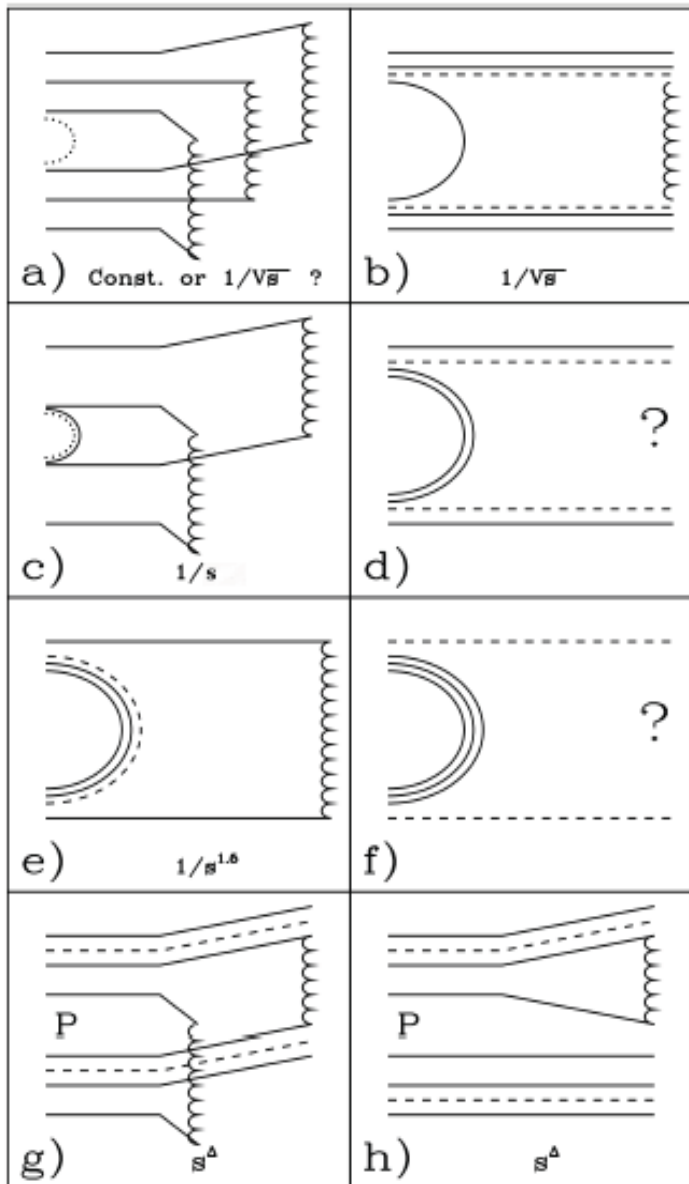 a) Const. or 1/√s ?
b) 1/√s
c) 1/s
d) ?
e) 1/s^1.6
f) ?
P
g) s^Δ
P
h) s^Δ